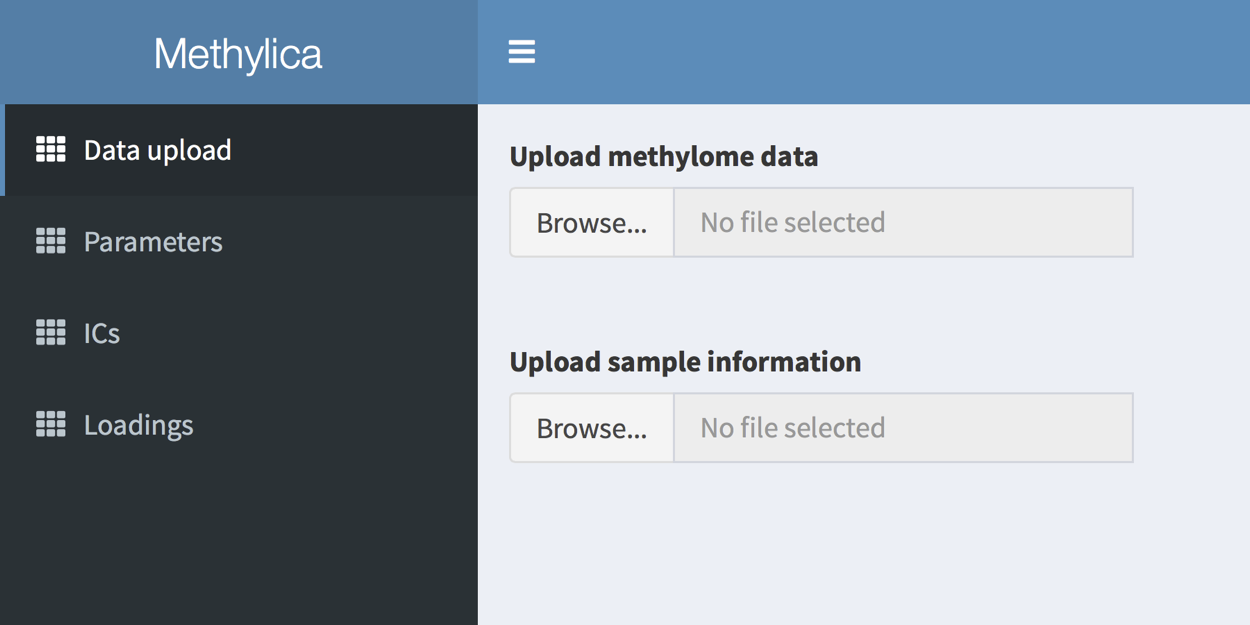 Methylica
Data upload
Parameters
ICs
Loadings
Upload methylome data
Browse... No file selected
Upload sample information
Browse... No file selected